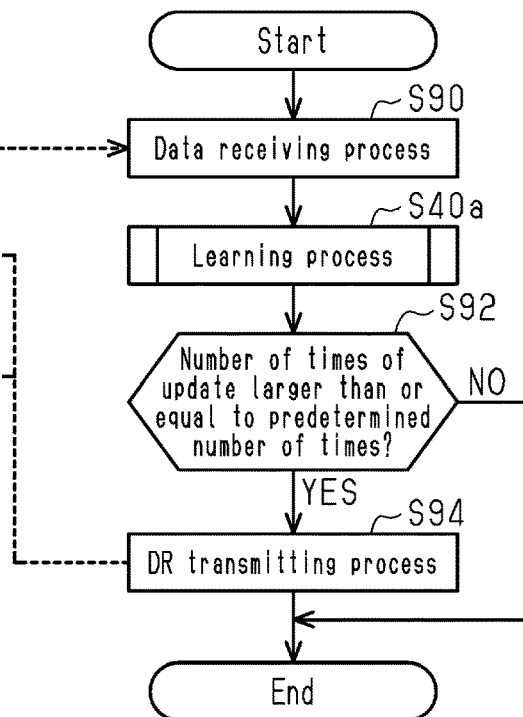 Start
S90
Data receiving process
S40a
Learning process
S92
Number of times of
update larger than or
equal to predetermined
number of times?
NO
YES
S94
DR transmitting process
End